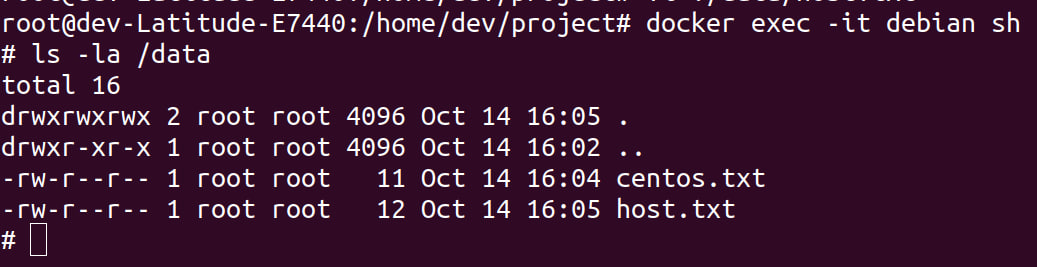 root@dev-Latitude-E7440:/home/dev/project# docker exec -it debian sh
# ls -la /data
total 16
drwxrwxrwx 2 root root 4096 Oct 14 16:05 .
drwxr-xr-x 1 root root 4096 Oct 14 16:02 ..
-rw-r--r-- 1 root root   11 Oct 14 16:04 centos.txt
-rw-r--r-- 1 root root   12 Oct 14 16:05 host.txt
#